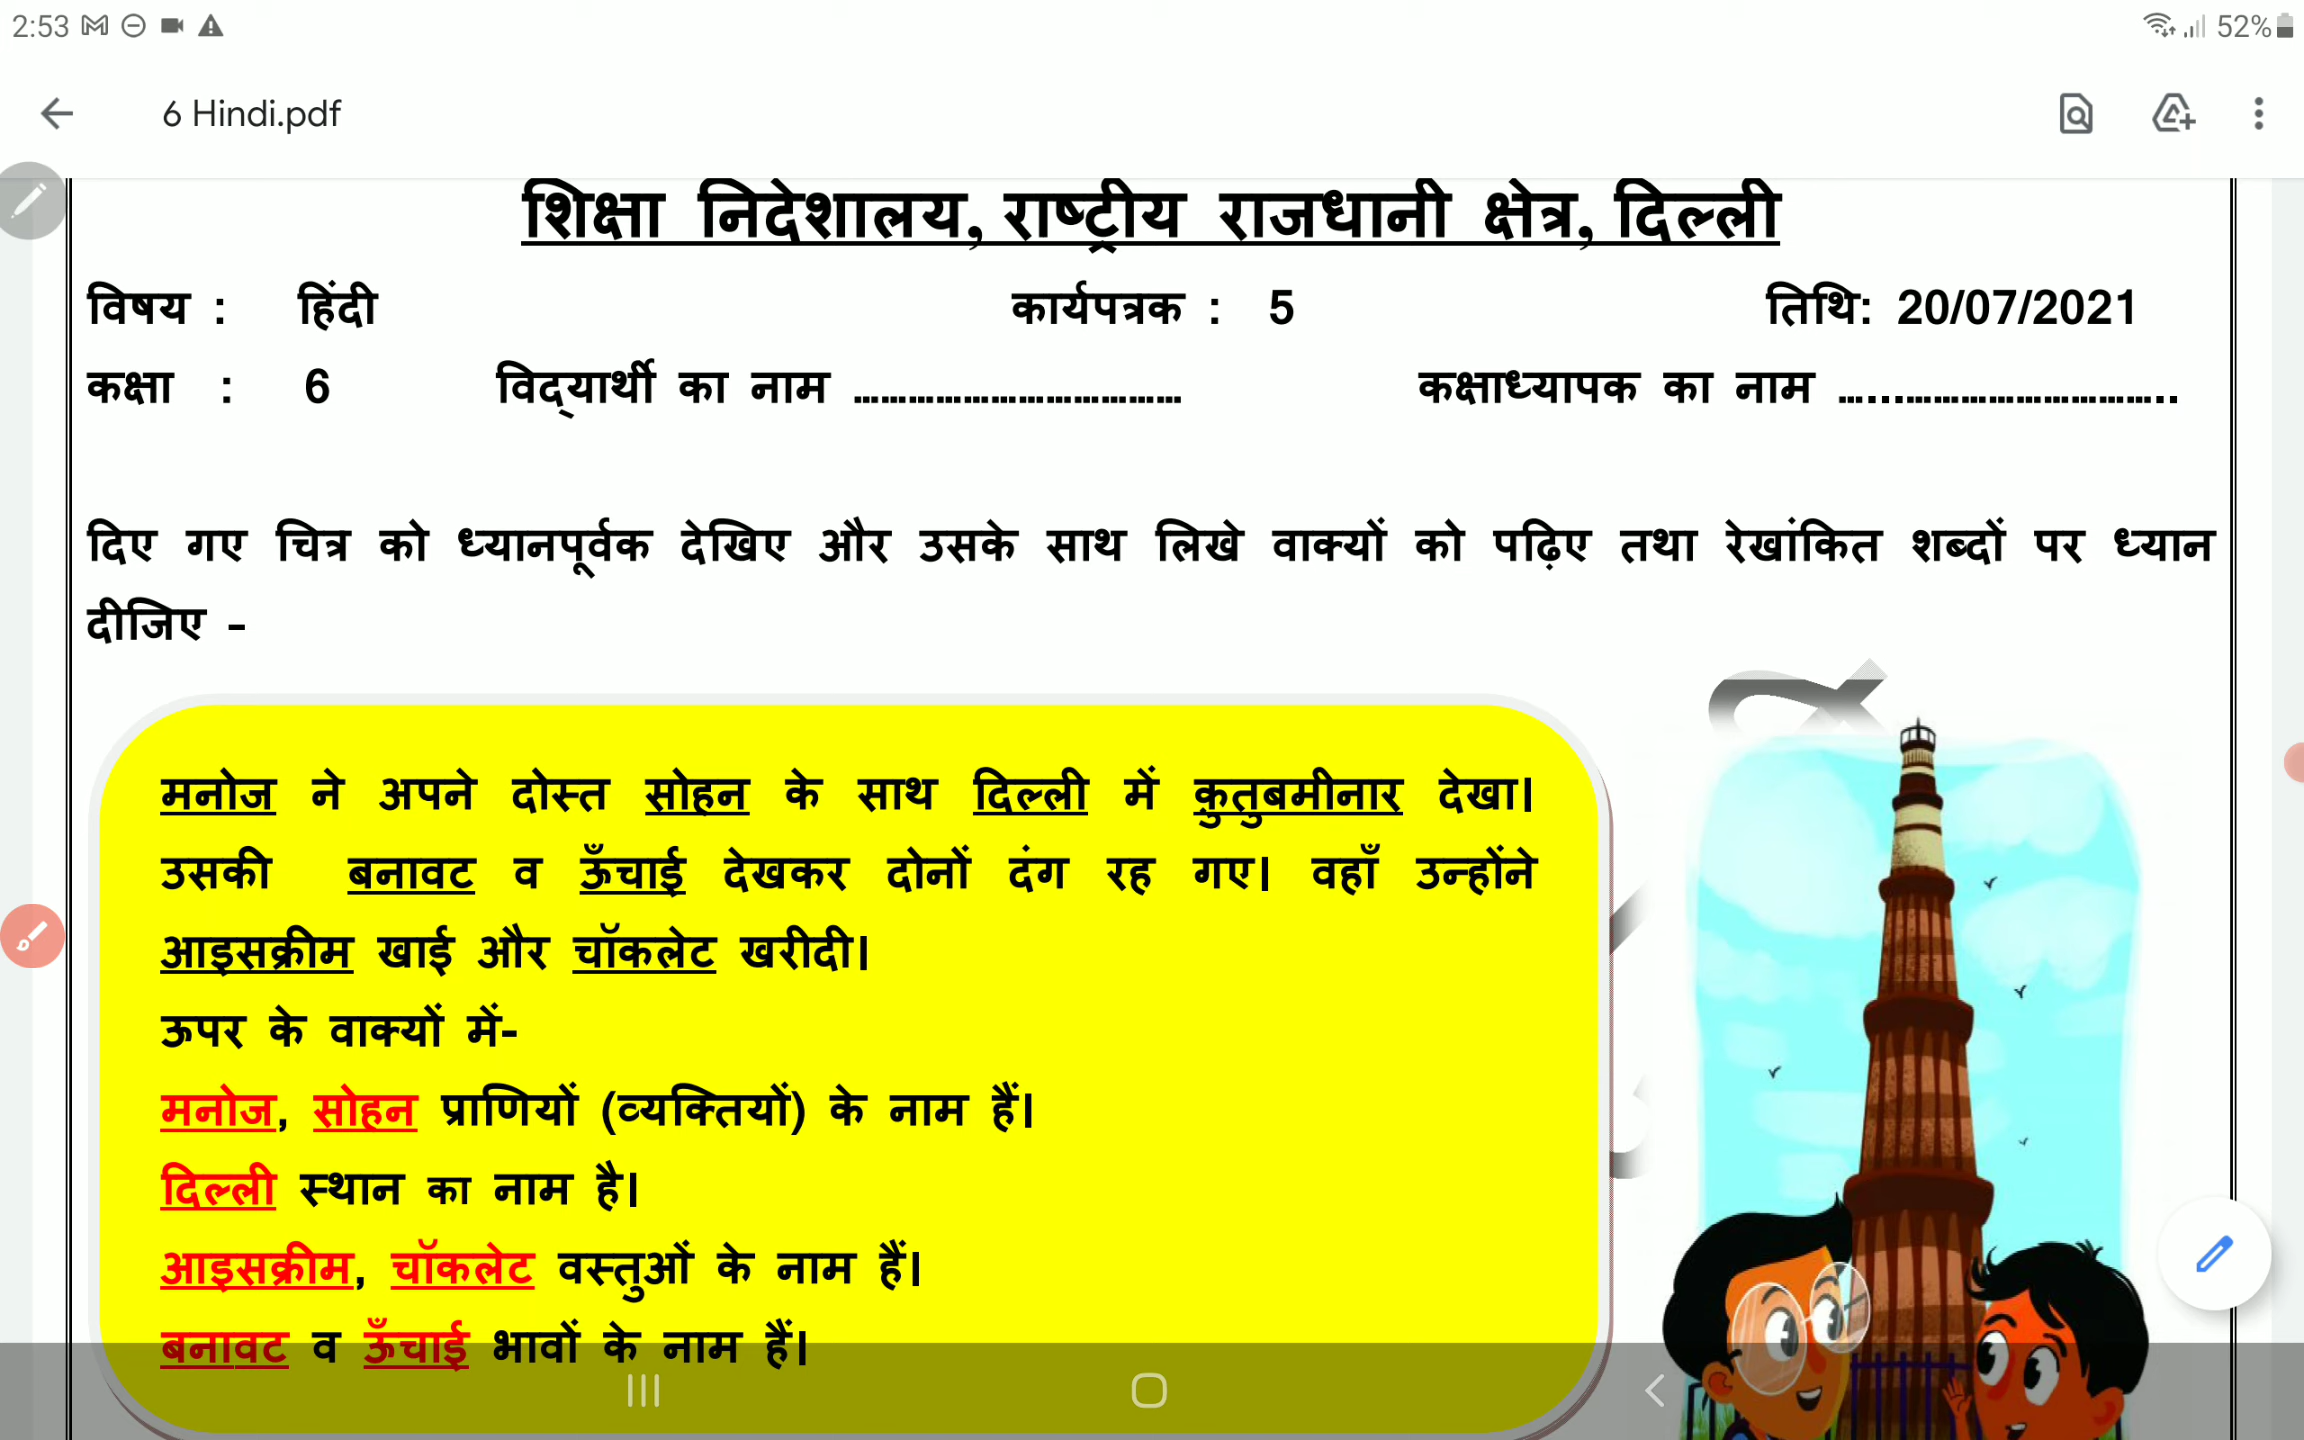 2:53
52%
6 Hindi.pdf
शिक्षा निदेशालय, राष्ट्रीय राजधानी क्षेत्र, दिल्ली
विषय : हिंदी कार्यपत्रक : 5 तिथि: 20/07/2021
कक्षा : 6 विद्‌यार्थी का नाम ................................. कक्षाध्यापक का नाम .................................
दिए गए चित्र को ध्यानपूर्वक देखिए और उसके साथ लिखे वाक्यों को पढ़िए तथा रेखांकित शब्दों पर ध्यान
दीजिए -
मनोज ने अपने दोस्त सोहन के साथ दिल्ली में कुतुबमीनार देखा।
उसकी बनावट व ऊँचाई देखकर दोनों दंग रह गए। वहाँ उन्होंने
आइसक्रीम खाई और चॉकलेट खरीदी।
ऊपर के वाक्यों में-
मनोज, सोहन प्राणियों (व्यक्तियों) के नाम हैं।
दिल्ली स्थान का नाम है।
आइसक्रीम, चॉकलेट वस्तुओं के नाम हैं।
बनावट व ऊँचाई भावों के नाम हैं।